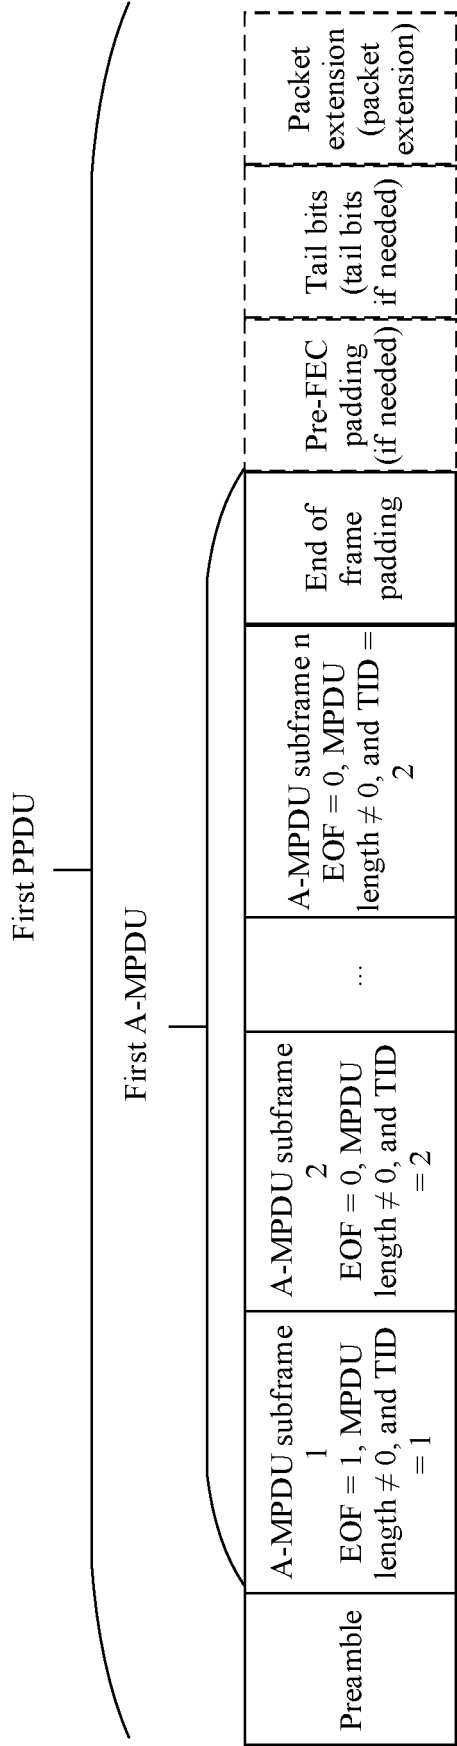 First PPDU
First A-MPDU
Preamble
A-MPDU subframe
1
EOF = 1, MPDU
length ≠ 0, and TID
= 1
A-MPDU subframe
2
EOF = 0, MPDU
length ≠ 0, and TID
= 2
...
A-MPDU subframe n
EOF = 0, MPDU
length ≠ 0, and TID =
2
End of
frame
padding
Pre-FEC
padding
(if needed)
Tail bits
(tail bits
if needed)
Packet
extension
(packet
extension)